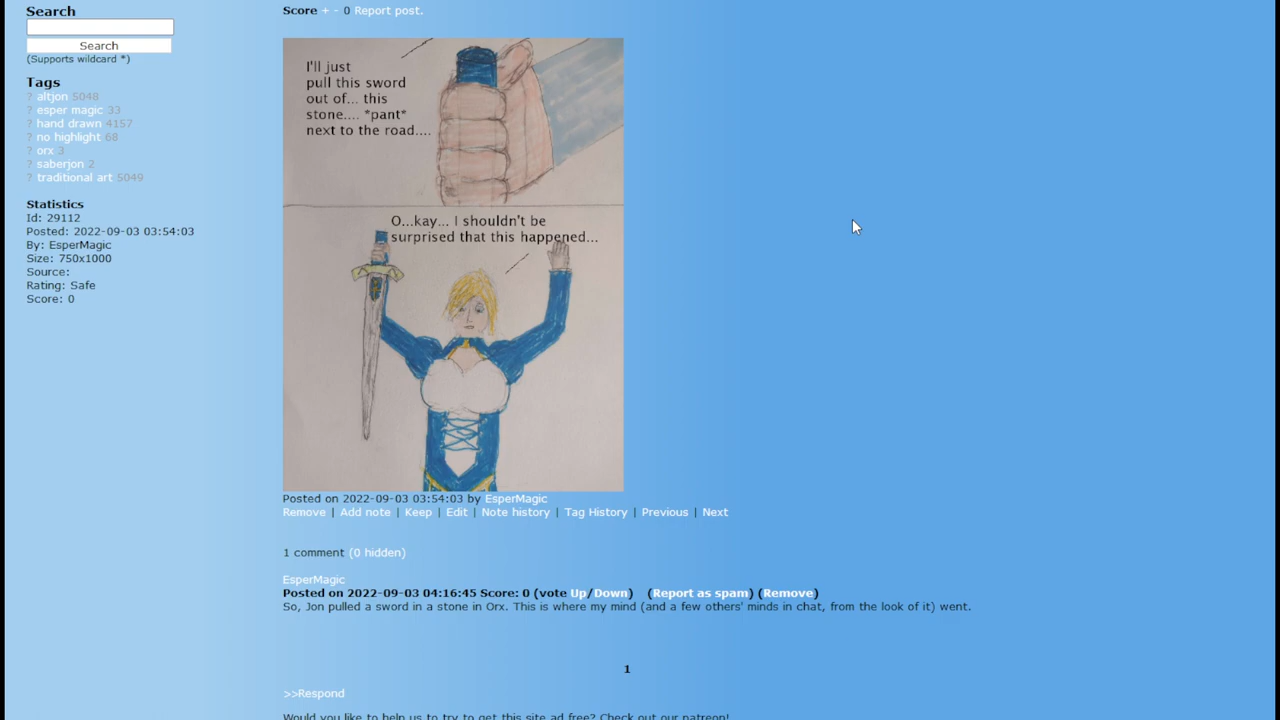 Search
Search
(Supports wildcard *)
Tags
? altjon 5048
? esper magic 33
? hand drawn 4157
? no highlight 68
? orx 3
? saberjon 2
? traditional art 5049
Statistics
Id: 29112
Posted: 2022-09-03 03:54:03
By: EsperMagic
Size: 750x1000
Source:
Rating: Safe
Score: 0
Score + - 0 Report post.
I'll just
pull this sword
out of... this
stone.... *pant*
next to the road....
O...kay... I shouldn't be
surprised that this happened...
Posted on 2022-09-03 03:54:03 by EsperMagic
Remove | Add note | Keep | Edit | Note history | Tag History | Previous | Next
1 comment (0 hidden)
EsperMagic
Posted on 2022-09-03 04:16:45 Score: 0 (vote Up/Down) (Report as spam) (Remove)
So, Jon pulled a sword in a stone in Orx. This is where my mind (and a few others' minds in chat, from the look of it) went.
1
>>Respond
Would you like to help us to try to get this site ad free? Check out our patreon!